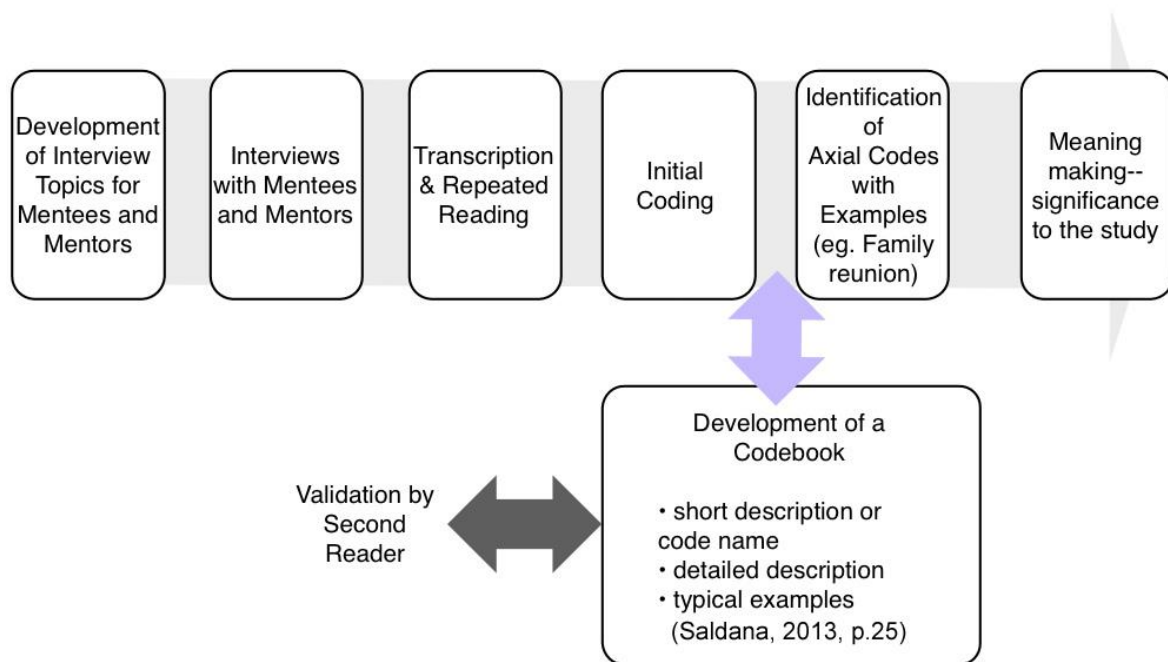 Development
of Interview
Topics for
Mentees and
Mentors
Interviews
with Mentees
and Mentors
Transcription
& Repeated
Reading
Initial
Coding
Identification
of
Axial Codes
with
Examples
(eg. Family
reunion)
Meaning
making--
significance
to the study
Validation by
Second
Reader
Development of a
Codebook
• short description or
code name
• detailed description
• typical examples
(Saldana, 2013, p.25)